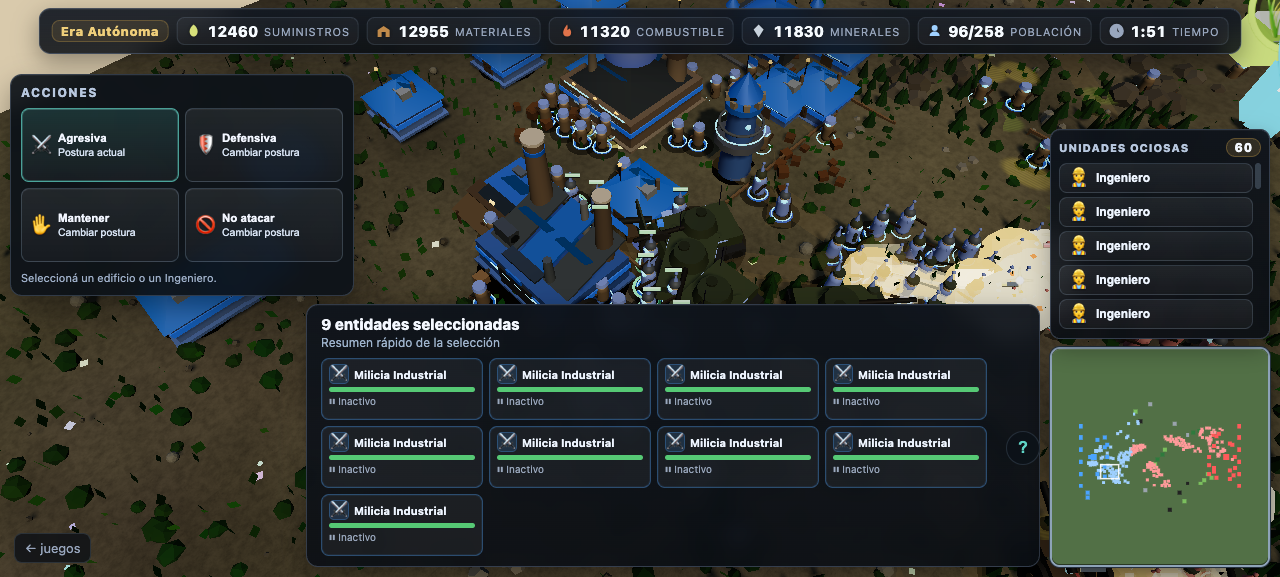 Era Autónoma
12460 SUMINISTROS
12955 MATERIALES
11320 COMBUSTIBLE
11830 MINERALES
96/258 POBLACIÓN
1:51 TIEMPO
ACCIONES
Agresiva
Postura actual
Defensiva
Cambiar postura
Mantener
Cambiar postura
No atacar
Cambiar postura
Seleccioná un edificio o un Ingeniero.
UNIDADES OCIOSAS 60
Ingeniero
Ingeniero
Ingeniero
Ingeniero
Ingeniero
9 entidades seleccionadas
Resumen rápido de la selección
Milicia Industrial
Inactivo
Milicia Industrial
Inactivo
Milicia Industrial
Inactivo
Milicia Industrial
Inactivo
Milicia Industrial
Inactivo
Milicia Industrial
Inactivo
Milicia Industrial
Inactivo
Milicia Industrial
Inactivo
Milicia Industrial
Inactivo
?
← juegos